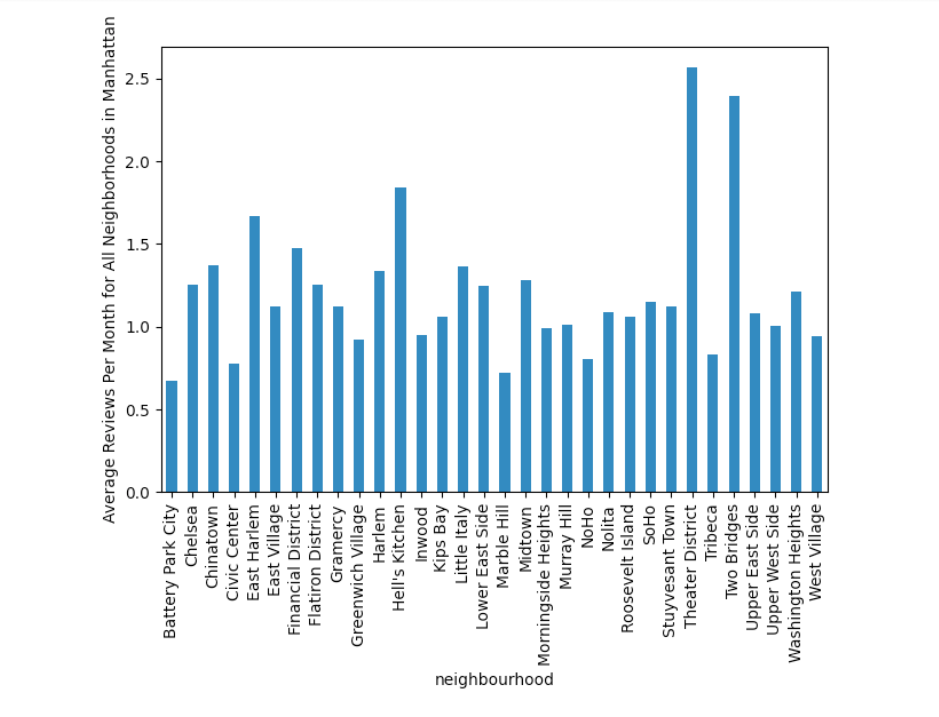 Average Reviews Per Month for All Neighborhoods in Manhattan
2.5
2.0
1.5
1.0
0.5
0.0
Battery Park City
Chelsea
Chinatown
Civic Center
East Harlem
East Village
Financial District
Flatiron District
Gramercy
Greenwich Village
Harlem
Hell's Kitchen
Inwood
Kips Bay
Little Italy
Lower East Side
Marble Hill
Midtown
Morningside Heights
Murray Hill
NoHo
Nolita
Roosevelt Island
SoHo
Stuyvesant Town
Theater District
Tribeca
Two Bridges
Upper East Side
Upper West Side
Washington Heights
West Village
neighbourhood